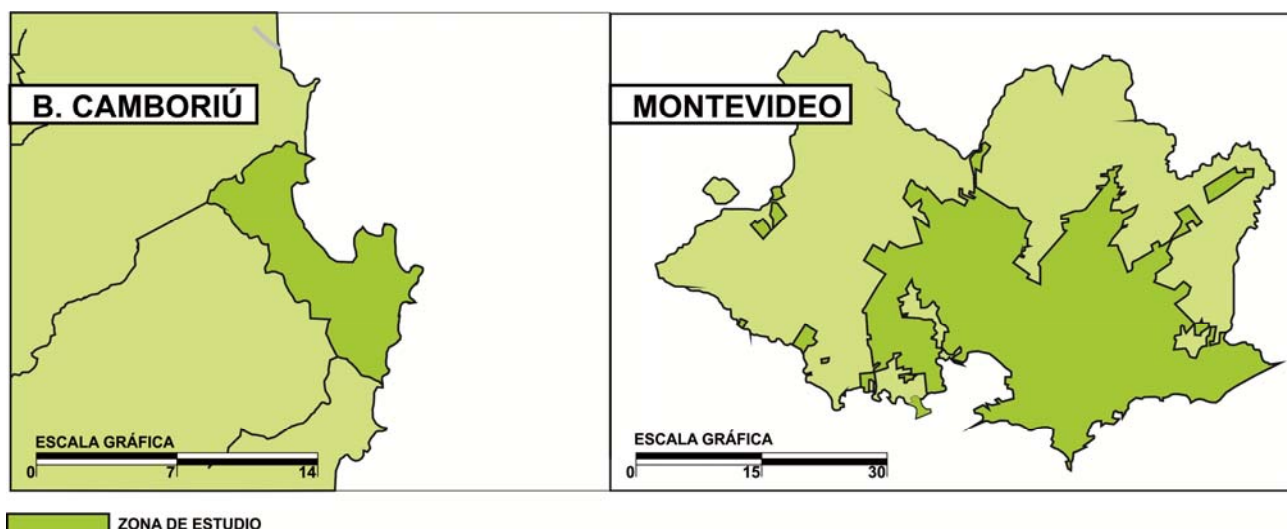 B. CAMBORIÚ
ESCALA GRÁFICA
0 7 14
MONTEVIDEO
ESCALA GRÁFICA
0 15 30
ZONA DE ESTUDIO